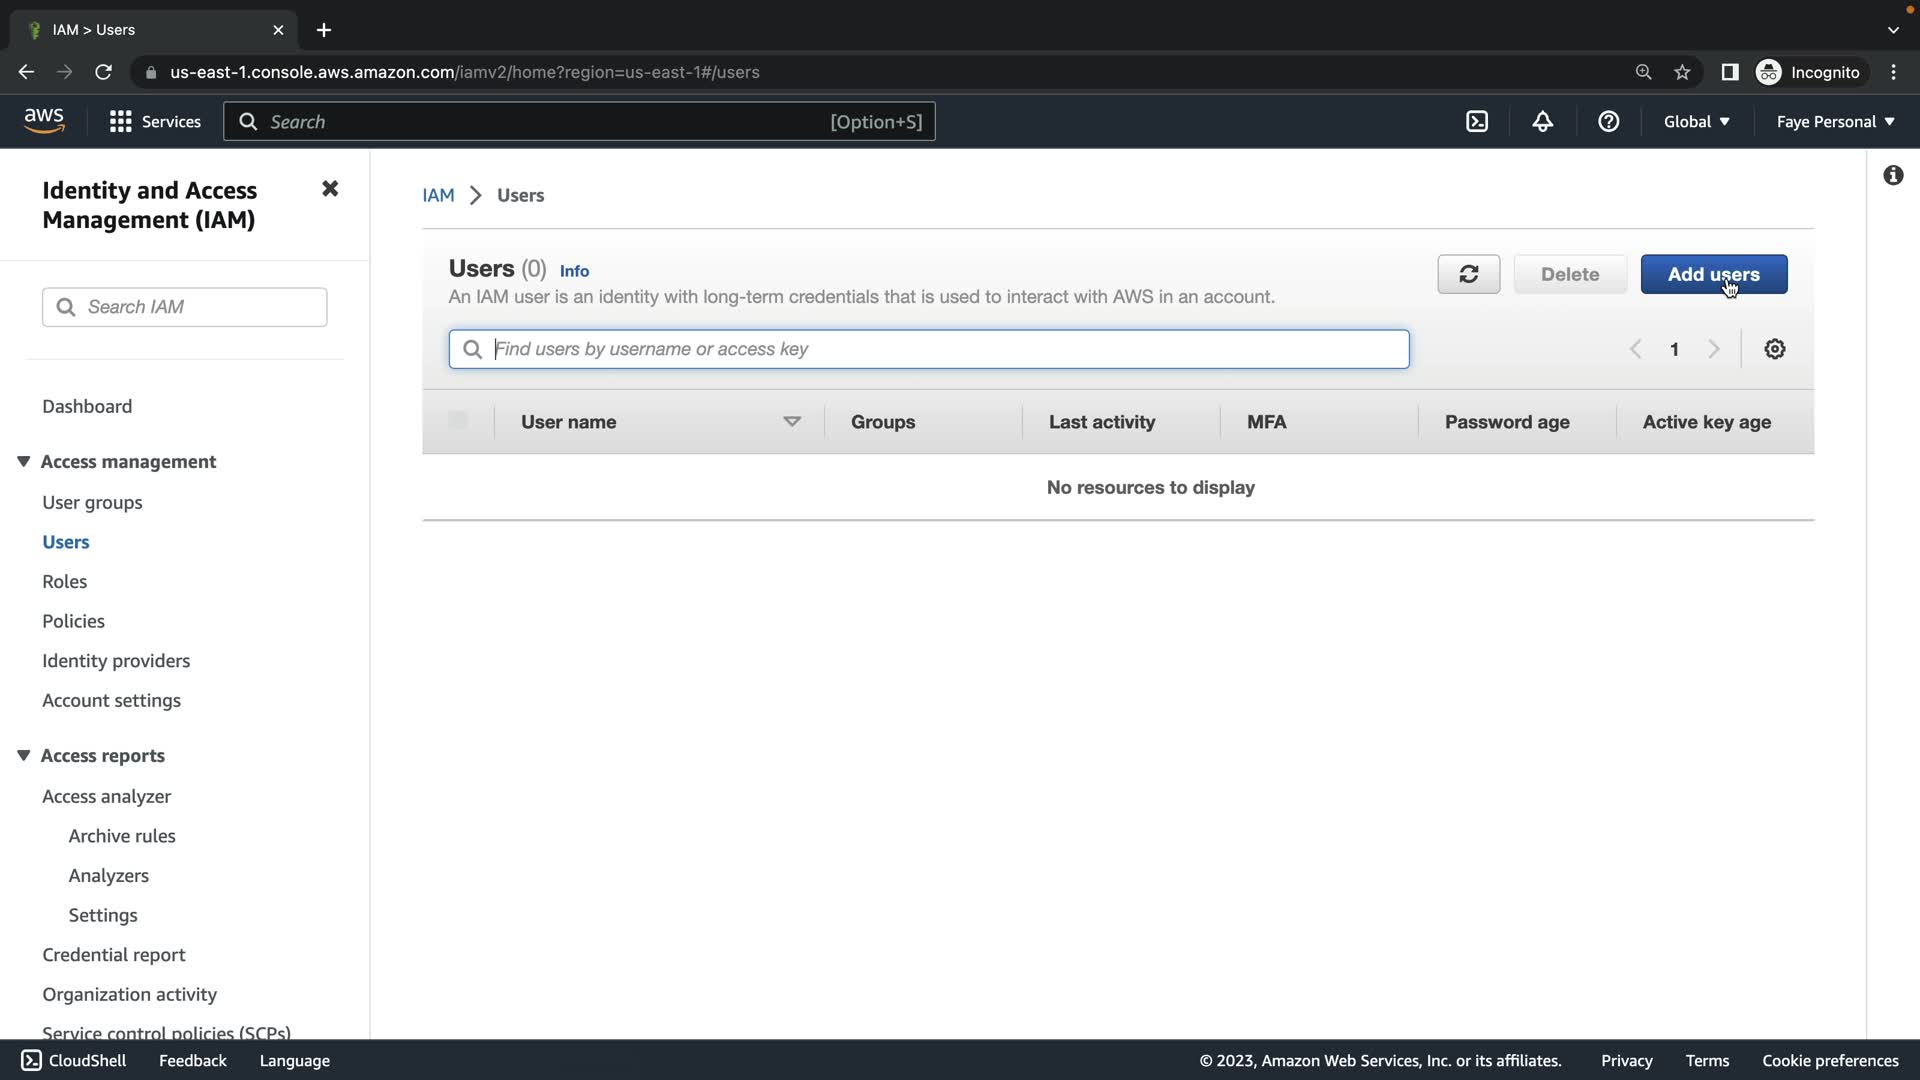 IAM > Users
us-east-1.console.aws.amazon.com/iamv2/home?region=us-east-1#/users
Incognito
aws
Services
Search
[Option+S]
Global
Faye Personal
Identity and Access
Management (IAM)
Search IAM
Dashboard
Access management
User groups
Users
Roles
Policies
Identity providers
Account settings
Access reports
Access analyzer
Archive rules
Analyzers
Settings
Credential report
Organization activity
Service control policies (SCPs)
IAM > Users
Users (0) Info
An IAM user is an identity with long-term credentials that is used to interact with AWS in an account.
Delete
Add users
Find users by username or access key
1
User name
Groups
Last activity
MFA
Password age
Active key age
No resources to display
CloudShell
Feedback
Language
© 2023, Amazon Web Services, Inc. or its affiliates.
Privacy
Terms
Cookie preferences